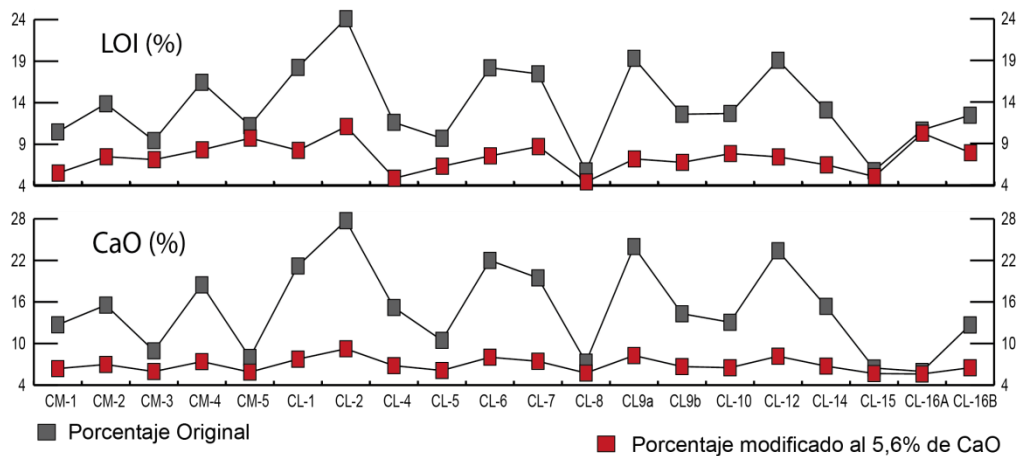 24 24
LOI (%)
19 19
14 14
9 9
4 4
28 28
CaO (%)
22 22
16 16
10 10
4 4
CM-1 CM-2 CM-3 CM-4 CM-5 CL-1 CL-2 CL-4 CL-5 CL-6 CL-7 CL-8 CL9a CL9b CL-10 CL-12 CL-14 CL-15 CL-16A CL-16B
Porcentaje Original Porcentaje modificado al 5,6% de CaO